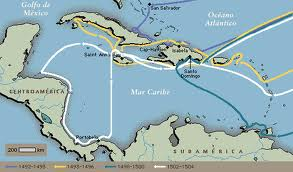 Golfo de
México
San Salvador
Océano
Atlántico
Cap-Haïtien
Isabela
Saint Ann's Bay
Santo
Domingo
CENTROAMÉRICA
Mar Caribe
Portobelo
SUDAMÉRICA
200
km
1492-1493
1493-1496
1498-1500
1502-1504